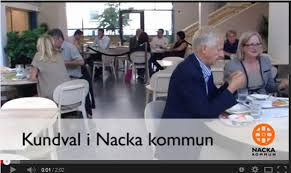 Kundval i Nacka kommun
NACKA
KOMMUN
0:01 / 2:02